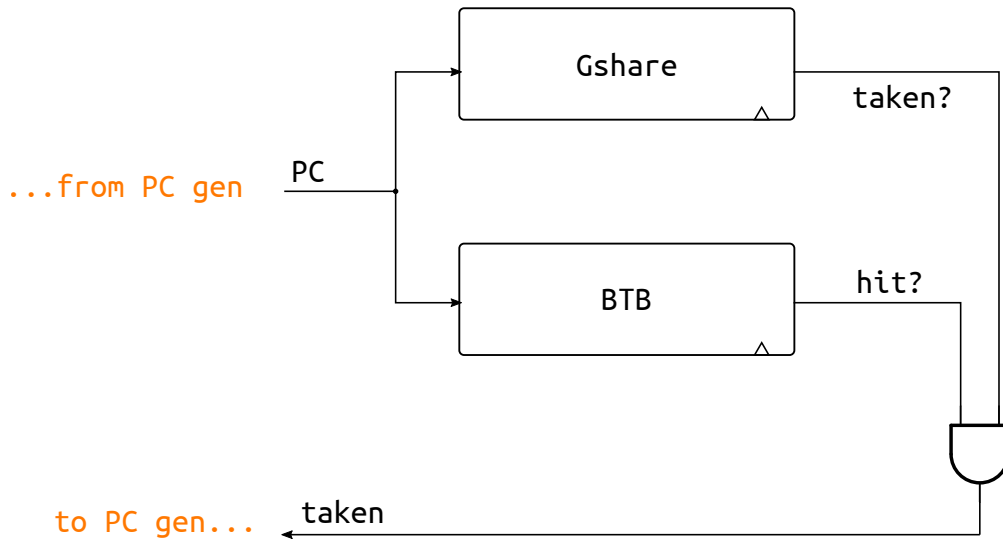 Gshare
taken?
PC
...from PC gen
hit?
BTB
taken
to PC gen...